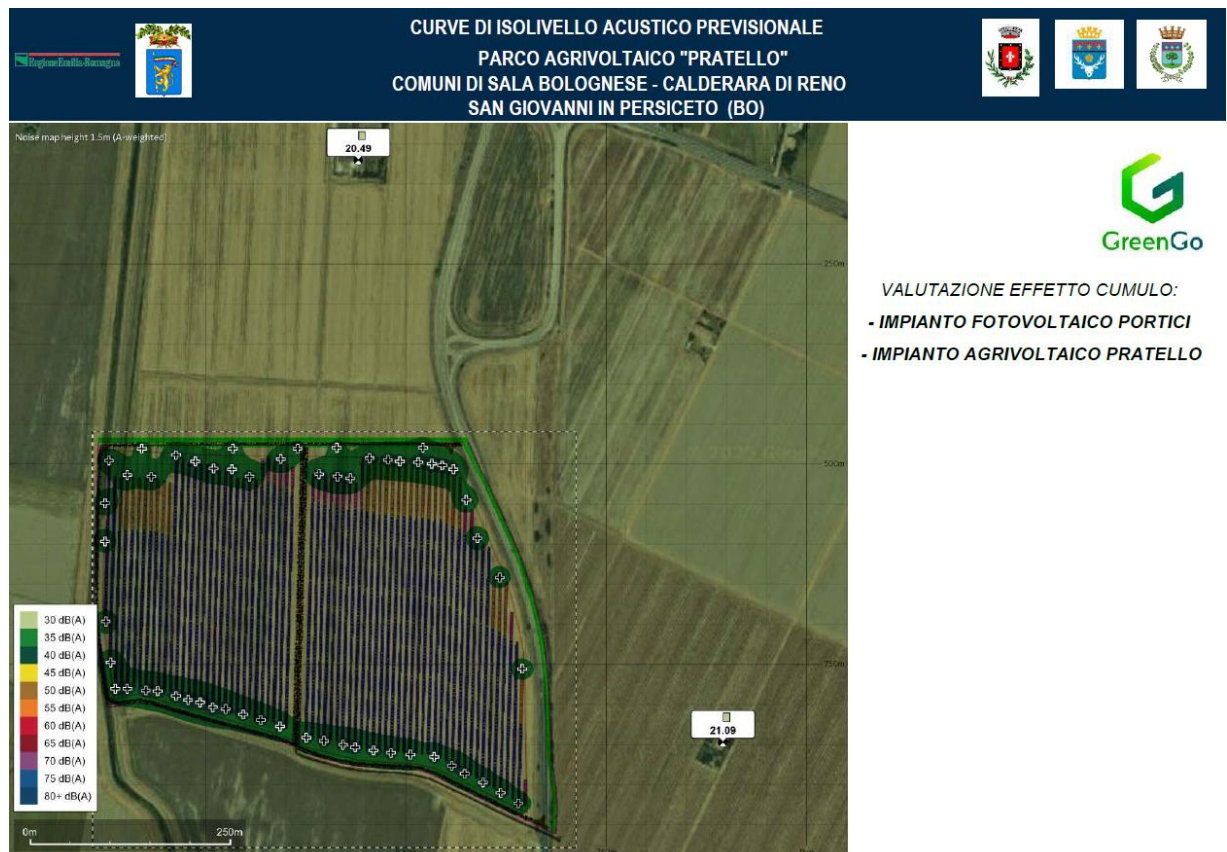 RegioneEmilia-Romagna
CURVE DI ISOLIVELLO ACUSTICO PREVISIONALE
PARCO AGRIVOLTAICO "PRATELLO"
COMUNI DI SALA BOLOGNESE - CALDERARA DI RENO
SAN GIOVANNI IN PERSICETO (BO)
Noise map height 1.5m (A-weighted)
20.49
GreenGo
250m
VALUTAZIONE EFFETTO CUMULO:
- IMPIANTO FOTOVOLTAICO PORTICI
- IMPIANTO AGRIVOLTAICO PRATELLO
500m
30 dB(A)
35 dB(A)
40 dB(A)
45 dB(A)
50 dB(A)
55 dB(A)
60 dB(A)
65 dB(A)
70 dB(A)
75 dB(A)
80+ dB(A)
750m
21.09
0m 250m